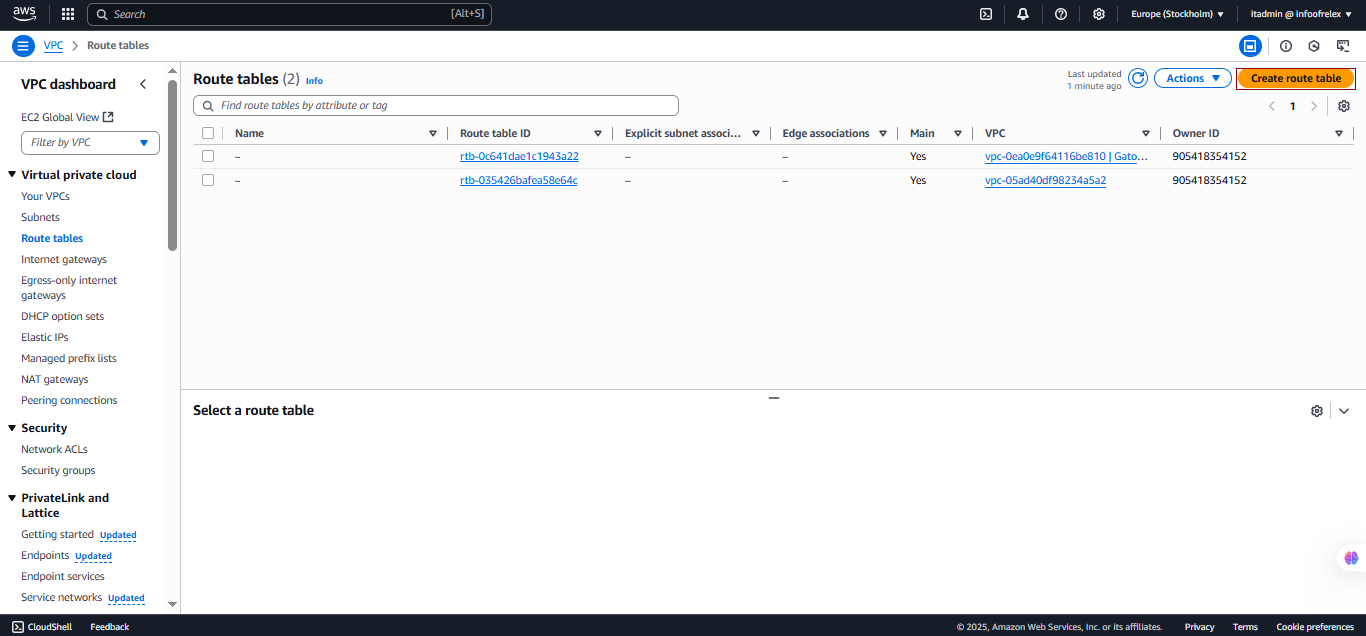 aws
Search [Alt+S]
Europe (Stockholm) ▼
itadmin @ infoofrelex ▼
VPC > Route tables
VPC dashboard
EC2 Global View
Filter by VPC
Virtual private cloud
Your VPCs
Subnets
Route tables
Internet gateways
Egress-only internet
gateways
DHCP option sets
Elastic IPs
Managed prefix lists
NAT gateways
Peering connections
Security
Network ACLs
Security groups
PrivateLink and
Lattice
Getting started Updated
Endpoints Updated
Endpoint services
Service networks Updated
Route tables (2) Info
Last updated
1 minute ago
Actions ▼
Create route table
Find route tables by attribute or tag
1
Name Route table ID Explicit subnet associ... Edge associations Main VPC Owner ID
– rtb-0c641dae1c1943a22 – – Yes vpc-0ea0e9f64116be810 | Gato... 905418354152
– rtb-035426bafea58e64c – – Yes vpc-05ad40df98234a5a2 905418354152
Select a route table
CloudShell Feedback © 2025, Amazon Web Services, Inc. or its affiliates. Privacy Terms Cookie preferences